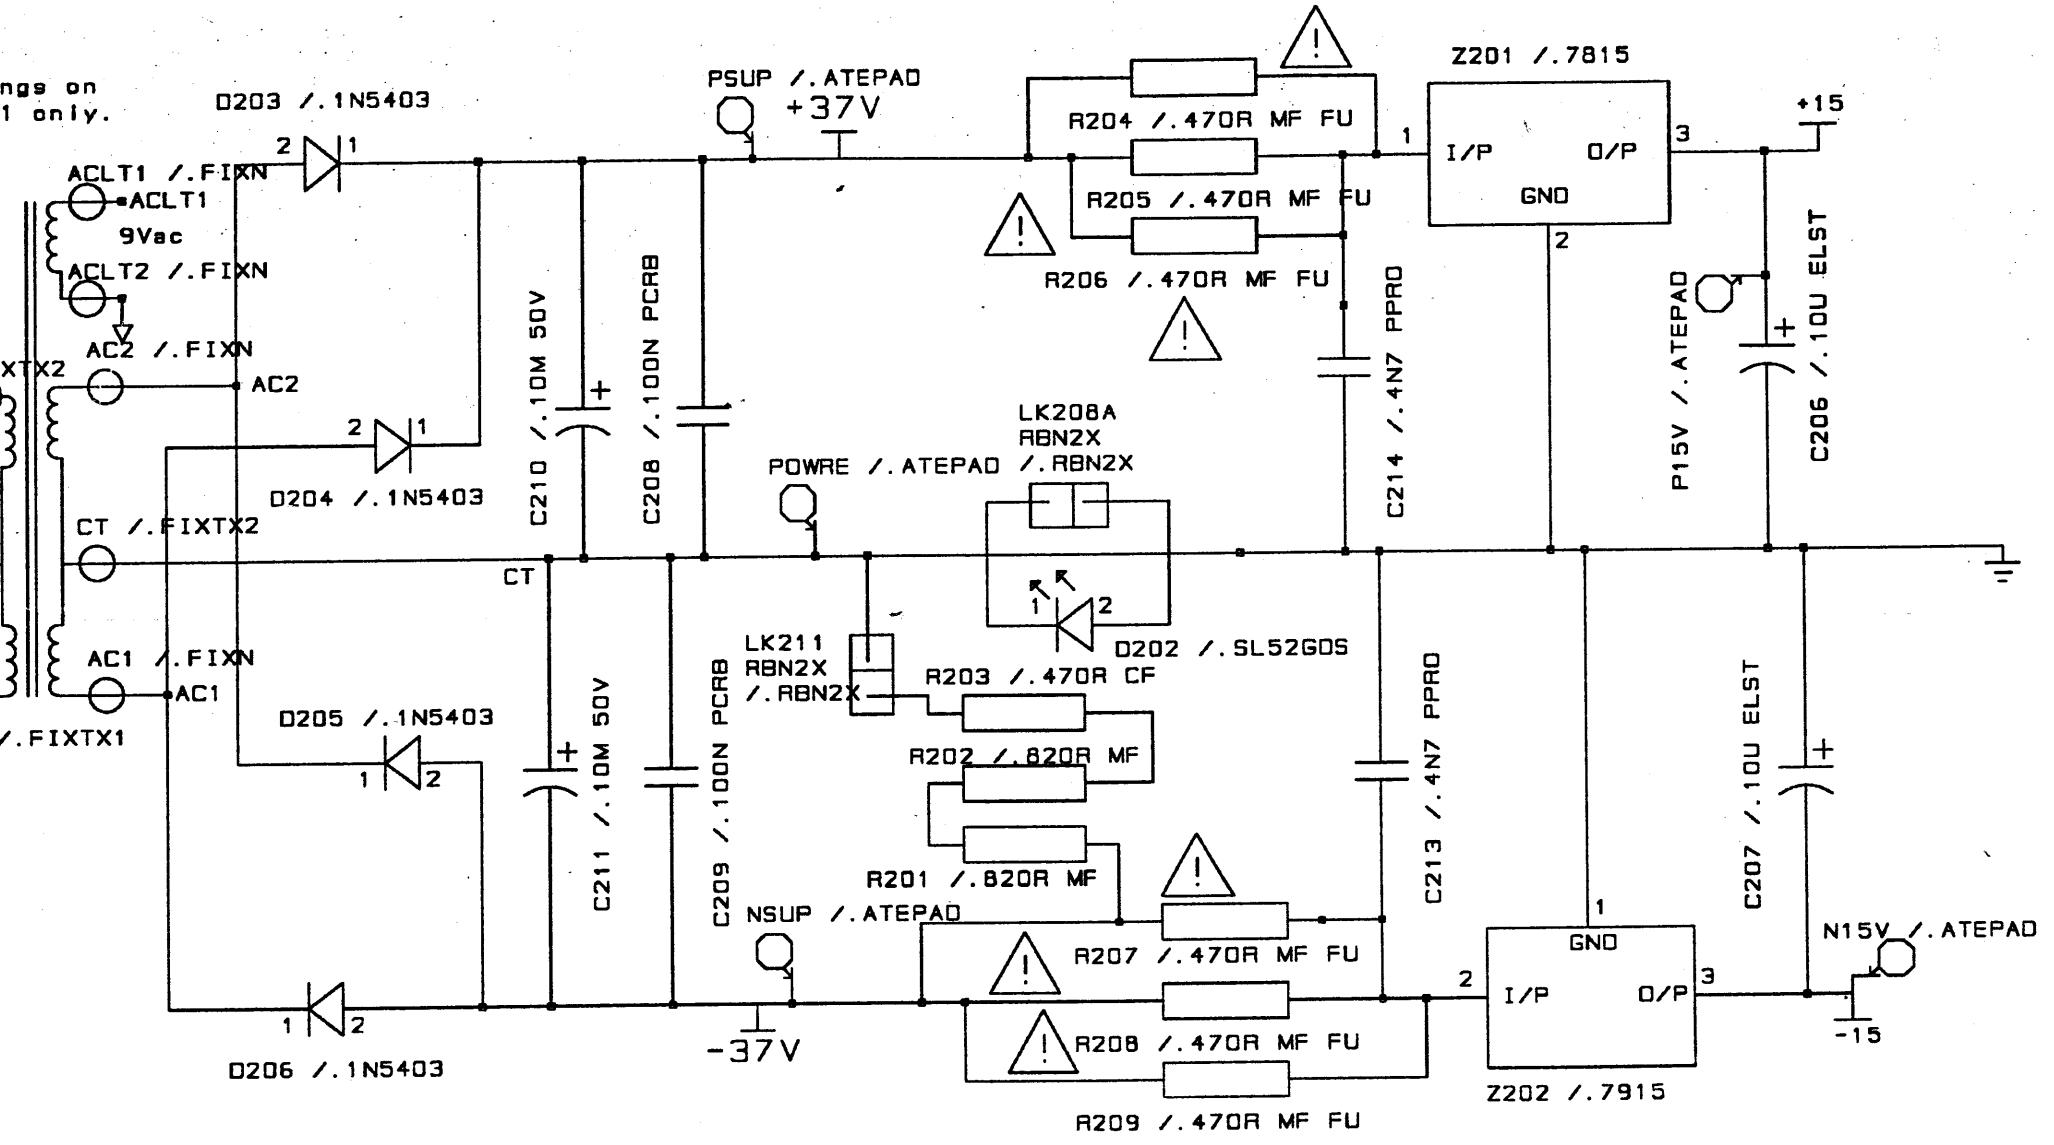 ngs on
1 only.
D203 /.1N5403
2
1
ACLT1 /.FIXN
ACLT1
9Vac
ACLT2 /.FIXN
AC2 /.FIXN
XTX2
AC2
2
1
D204 /.1N5403
CT /.FIXTX2
CT
AC1 /.FIXN
AC1
/.FIXTX1
D205 /.1N5403
1
2
1
2
D206 /.1N5403
PSUP /.ATEPAD
+37V
C210 /.10M 50V
+
C208 /.100N PCRB
C211 /.10M 50V
+
C209 /.100N PCRB
POWRE /.ATEPAD
LK208A
RBN2X
/.RBN2X
1
2
D202 /.SL52GDS
LK211
RBN2X
/.RBN2X
R203 /.470R CF
R202 /.820R MF
R201 /.820R MF
NSUP /.ATEPAD
-37V
!
R204 /.470R MF FU
R205 /.470R MF FU
!
R206 /.470R MF FU
!
C214 /.4N7 PPRO
C213 /.4N7 PPRO
!
R207 /.470R MF FU
!
R208 /.470R MF FU
!
R209 /.470R MF FU
Z201 /.7815
1
I/P
O/P
3
GND
2
+15
P15V /.ATEPAD
+
C206 /.10U ELST
C207 /.10U ELST
+
1
GND
2
I/P
O/P
3
Z202 /.7915
N15V /.ATEPAD
-15